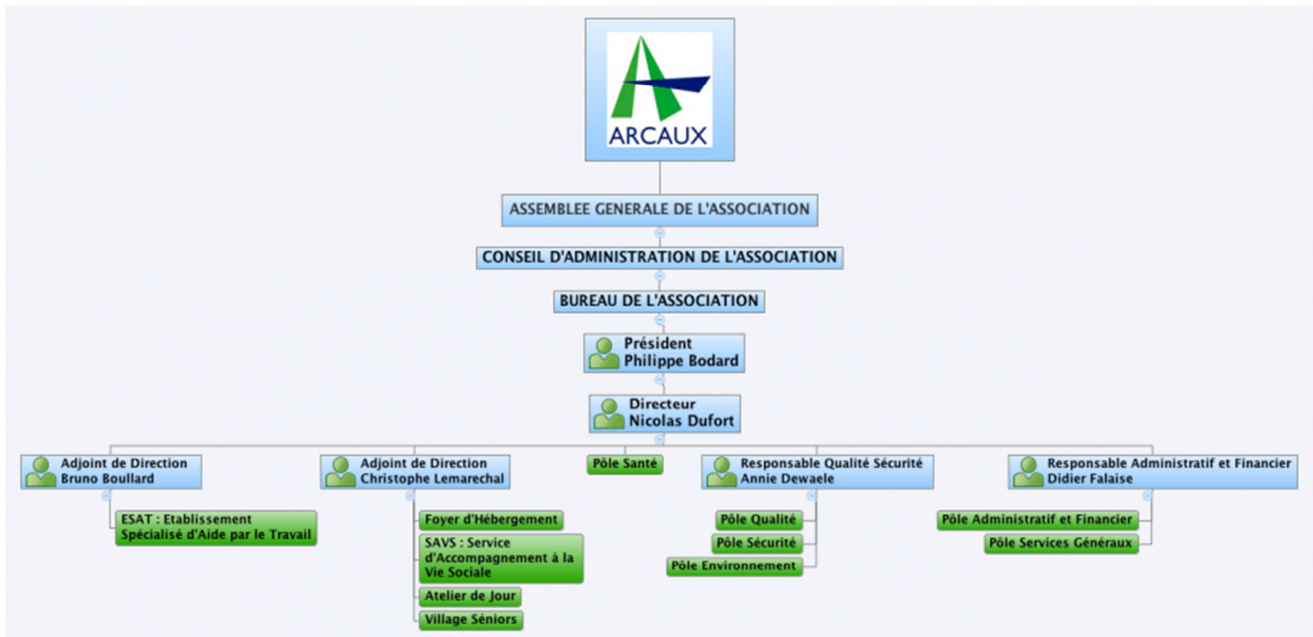 ARCAUX
ASSEMBLEE GENERALE DE L'ASSOCIATION
CONSEIL D'ADMINISTRATION DE L'ASSOCIATION
BUREAU DE L'ASSOCIATION
Président
Philippe Bodard
Directeur
Nicolas Dufort
Adjoint de Direction
Bruno Boullard
ESAT : Etablissement
Spécialisé d'Aide par le Travail
Adjoint de Direction
Christophe Lemarechal
Foyer d'Hébergement
SAVS : Service
d'Accompagnement à la
Vie Sociale
Atelier de Jour
Village Séniors
Pôle Santé
Responsable Qualité Sécurité
Annie Dewaele
Pôle Qualité
Pôle Sécurité
Pôle Environnement
Responsable Administratif et Financier
Didier Falaise
Pôle Administratif et Financier
Pôle Services Généraux